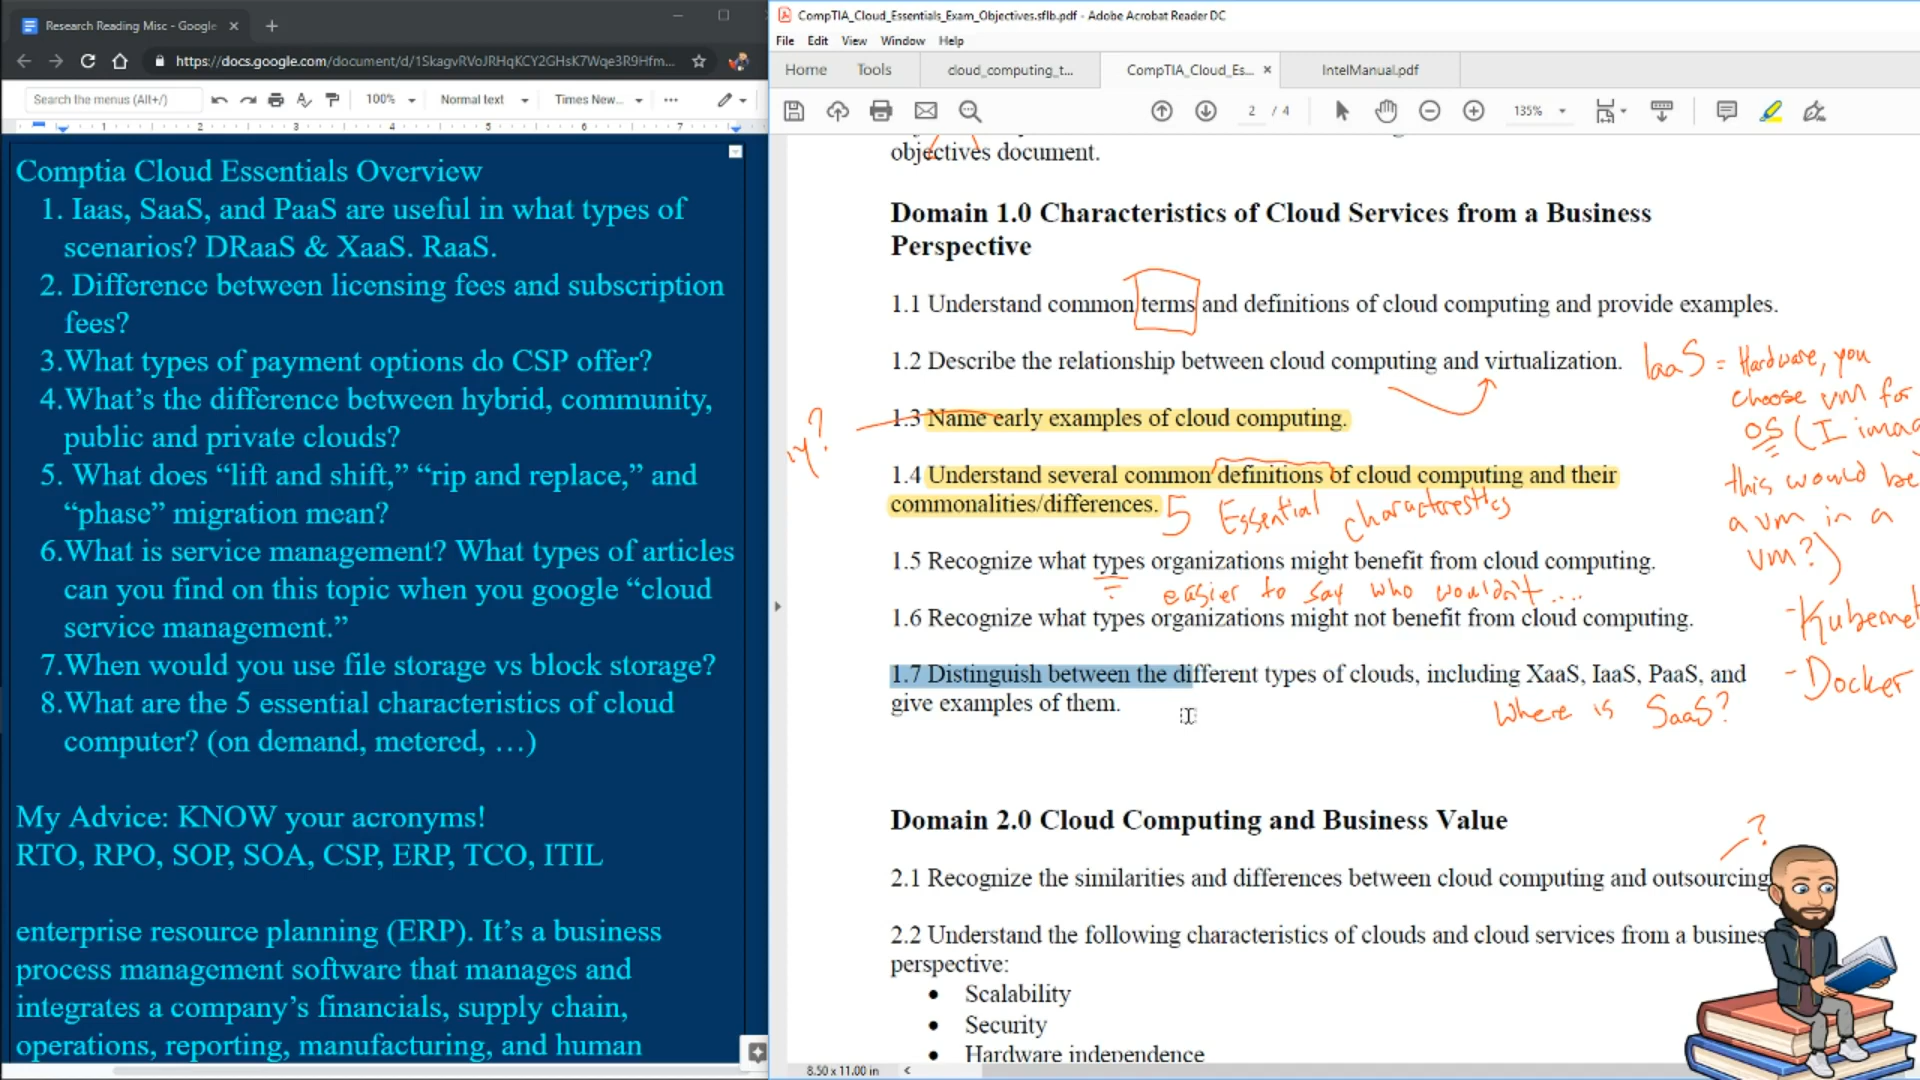 Research Reading Misc - Google
https://docs.google.com/document/d/1SkagvRVoJRHqKCY2GHsK7Wqe3R9Hfm...
Search the menus (Alt+/)
100%
Normal text
Times New...
1 2 3 4 5 6 7
Comptia Cloud Essentials Overview
1. Iaas, SaaS, and PaaS are useful in what types of
scenarios? DRaaS & XaaS. RaaS.
2. Difference between licensing fees and subscription
fees?
3.What types of payment options do CSP offer?
4.What's the difference between hybrid, community,
public and private clouds?
5. What does “lift and shift,” “rip and replace,” and
“phase” migration mean?
6.What is service management? What types of articles
can you find on this topic when you google “cloud
service management.”
7.When would you use file storage vs block storage?
8.What are the 5 essential characteristics of cloud
computer? (on demand, metered, …)
My Advice: KNOW your acronyms!
RTO, RPO, SOP, SOA, CSP, ERP, TCO, ITIL
enterprise resource planning (ERP). It’s a business
process management software that manages and
integrates a company’s financials, supply chain,
operations, reporting, manufacturing, and human
CompTIA_Cloud_Essentials_Exam_Objectives.sflb.pdf - Adobe Acrobat Reader DC
File Edit View Window Help
Home Tools cloud_computing_t... CompTIA_Cloud_Es... IntelManual.pdf
2 / 4
135%
objectives document.
Domain 1.0 Characteristics of Cloud Services from a Business
Perspective
1.1 Understand common terms and definitions of cloud computing and provide examples.
1.2 Describe the relationship between cloud computing and virtualization.
IaaS = Hardware, you
choose VM for
OS (I imag
this would be
a VM in a
VM?)
1.3 Name early examples of cloud computing.
1.4 Understand several common definitions of cloud computing and their
commonalities/differences.
5 Essential characterestics
1.5 Recognize what types organizations might benefit from cloud computing.
easier to say who wouldn't....
1.6 Recognize what types organizations might not benefit from cloud computing.
- Kubernet
- Docker
1.7 Distinguish between the different types of clouds, including XaaS, IaaS, PaaS, and
give examples of them.
Where is SaaS?
Domain 2.0 Cloud Computing and Business Value
?
2.1 Recognize the similarities and differences between cloud computing and outsourcing
2.2 Understand the following characteristics of clouds and cloud services from a busines
perspective:
• Scalability
• Security
• Hardware independence
8.50 x 11.00 in